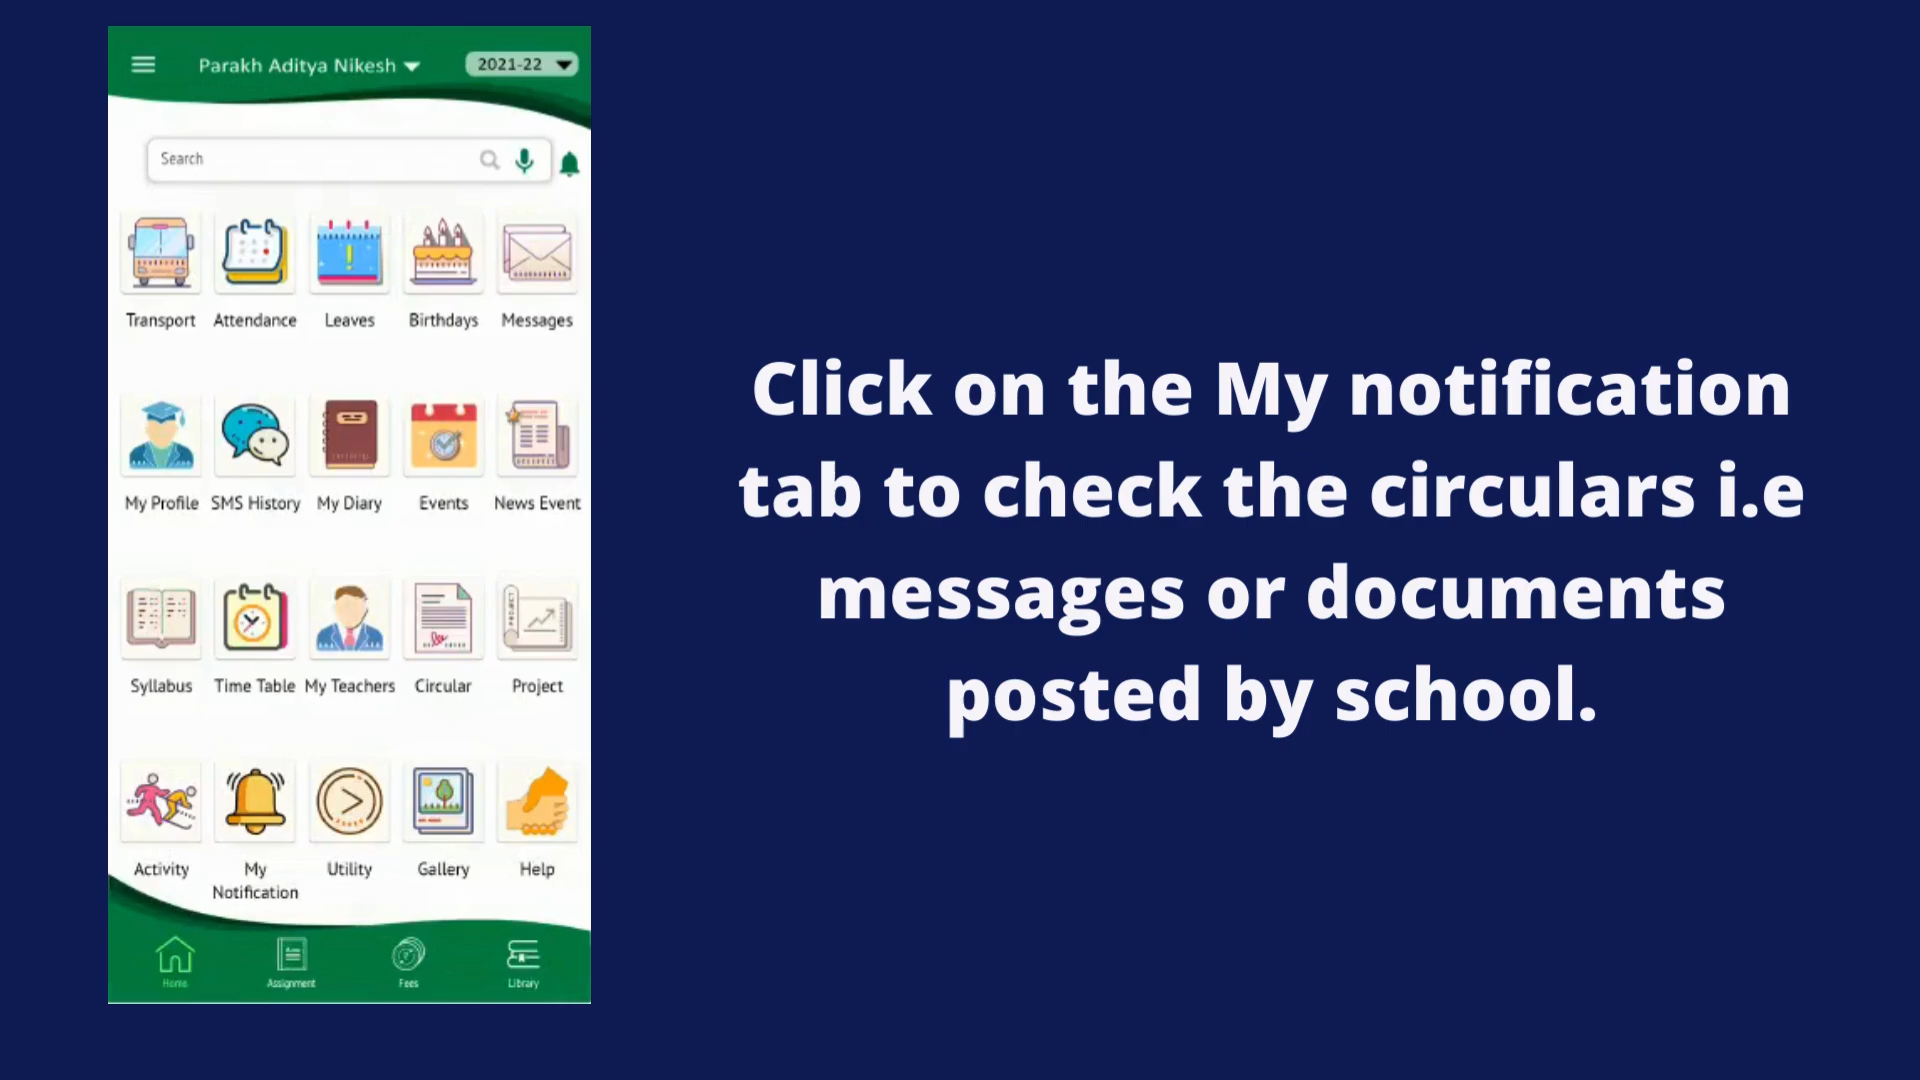 Parakh Aditya Nikesh
2021-22
Search
Transport Attendance Leaves Birthdays Messages
My Profile SMS History My Diary Events News Event
PROJECT
Syllabus Time Table My Teachers Circular Project
Activity My Notification Utility Gallery Help
Home Assignment Fees Library
Click on the My notification
tab to check the circulars i.e
messages or documents
posted by school.